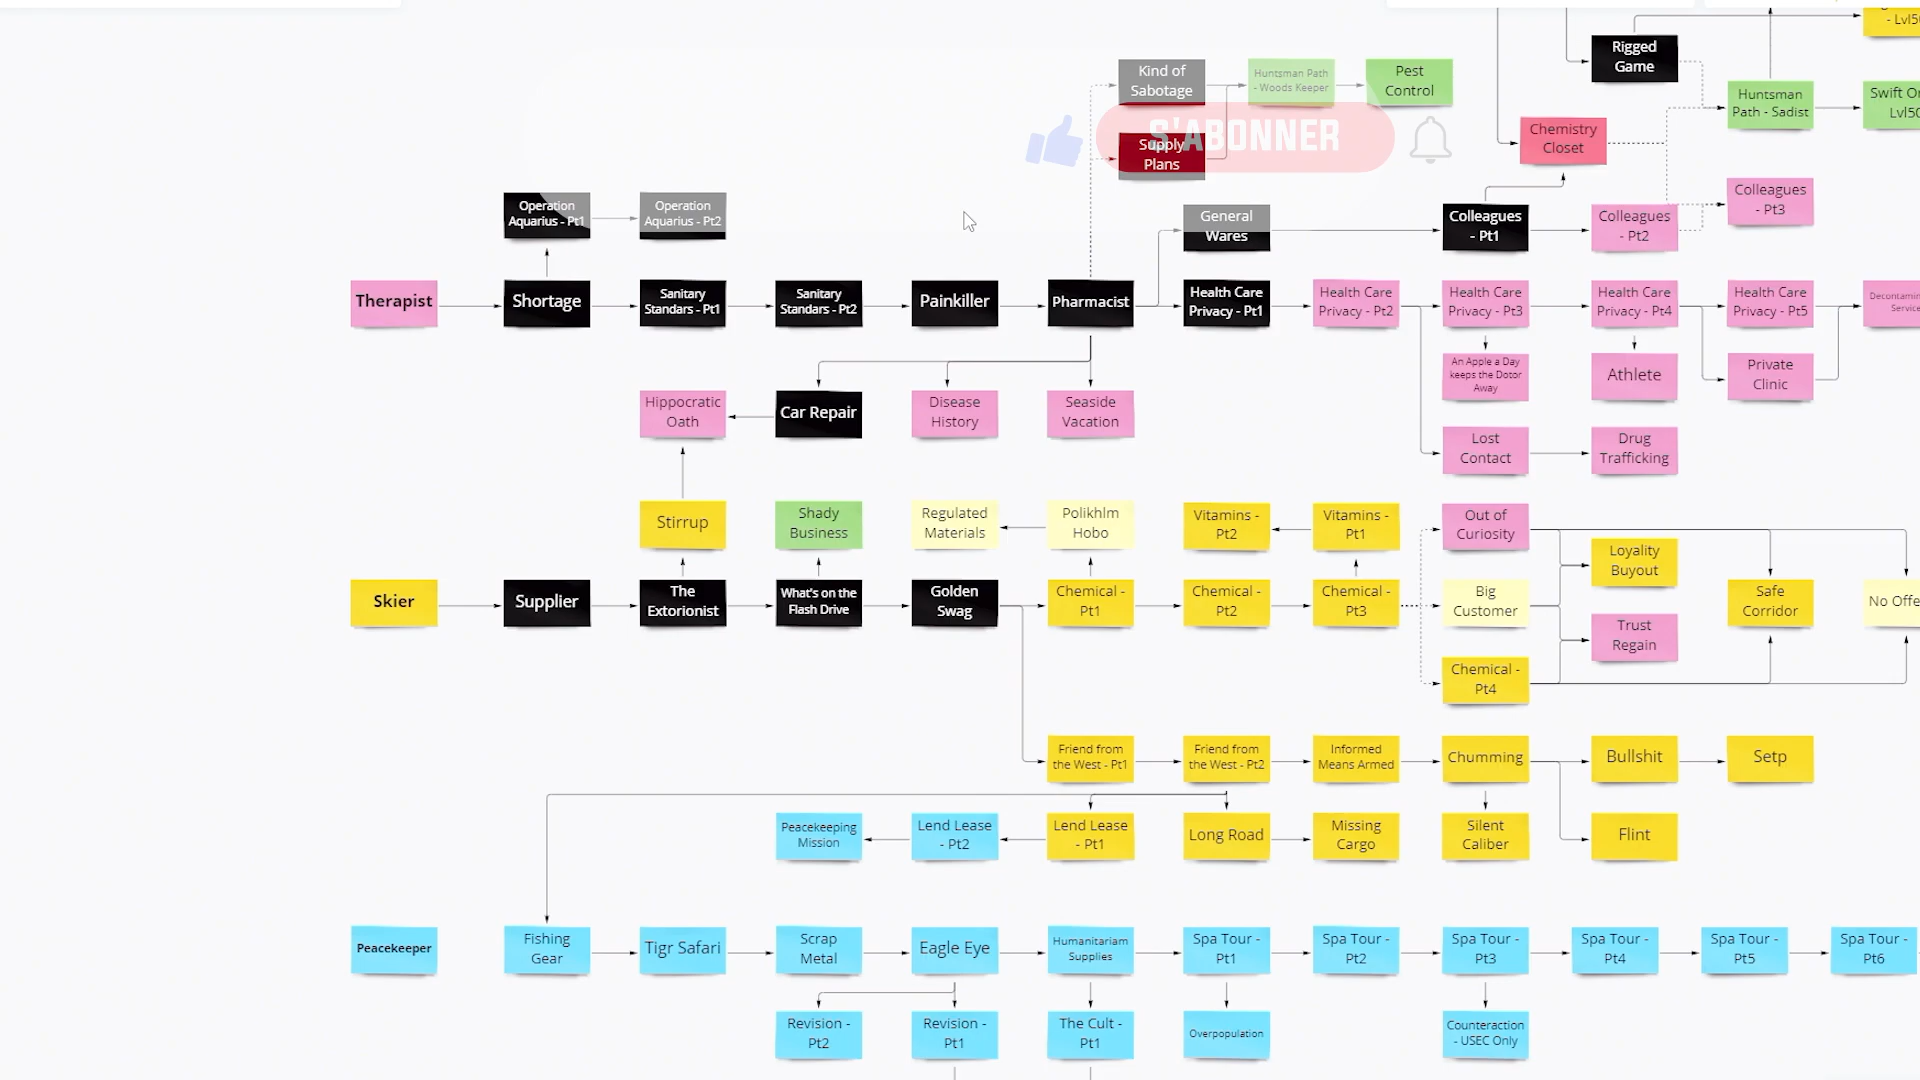 - Lvl50
Rigged
Game
Kind of
Sabotage
Huntsman Path
- Woods Keeper
Pest
Control
Huntsman
Path - Sadist
Swift On
Lvl50
S'ABONNER
Supply
Plans
Chemistry
Closet
Operation
Aquarius - Pt1
Operation
Aquarius - Pt2
General
Wares
Colleagues
- Pt1
Colleagues
- Pt2
Colleagues
- Pt3
Therapist
Shortage
Sanitary
Standars - Pt1
Sanitary
Standars - Pt2
Painkiller
Pharmacist
Health Care
Privacy - Pt1
Health Care
Privacy - Pt2
Health Care
Privacy - Pt3
Health Care
Privacy - Pt4
Health Care
Privacy - Pt5
Decontamin
Service
An Apple a Day
keeps the Dotor
Away
Athlete
Private
Clinic
Hippocratic
Oath
Car Repair
Disease
History
Seaside
Vacation
Lost
Contact
Drug
Trafficking
Stirrup
Shady
Business
Regulated
Materials
Polikhlm
Hobo
Vitamins -
Pt2
Vitamins -
Pt1
Out of
Curiosity
Loyality
Buyout
Skier
Supplier
The
Extorionist
What's on the
Flash Drive
Golden
Swag
Chemical -
Pt1
Chemical -
Pt2
Chemical -
Pt3
Big
Customer
Safe
Corridor
No Offe
Trust
Regain
Chemical -
Pt4
Friend from
the West - Pt1
Friend from
the West - Pt2
Informed
Means Armed
Chumming
Bullshit
Setp
Peacekeeping
Mission
Lend Lease
- Pt2
Lend Lease
- Pt1
Long Road
Missing
Cargo
Silent
Caliber
Flint
Peacekeeper
Fishing
Gear
Tigr Safari
Scrap
Metal
Eagle Eye
Humanitariam
Supplies
Spa Tour -
Pt1
Spa Tour -
Pt2
Spa Tour -
Pt3
Spa Tour -
Pt4
Spa Tour -
Pt5
Spa Tour -
Pt6
Revision -
Pt2
Revision -
Pt1
The Cult -
Pt1
Overpopulation
Counteraction
- USEC Only